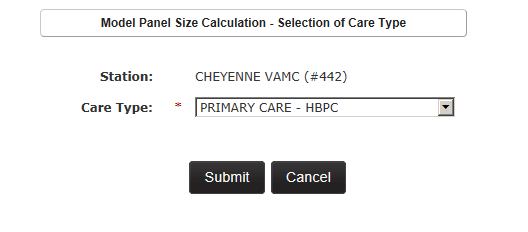 Model Panel Size Calculation - Selection of Care Type
Station: CHEYENNE VAMC (#442)
Care Type: * PRIMARY CARE - HBPC
Submit Cancel